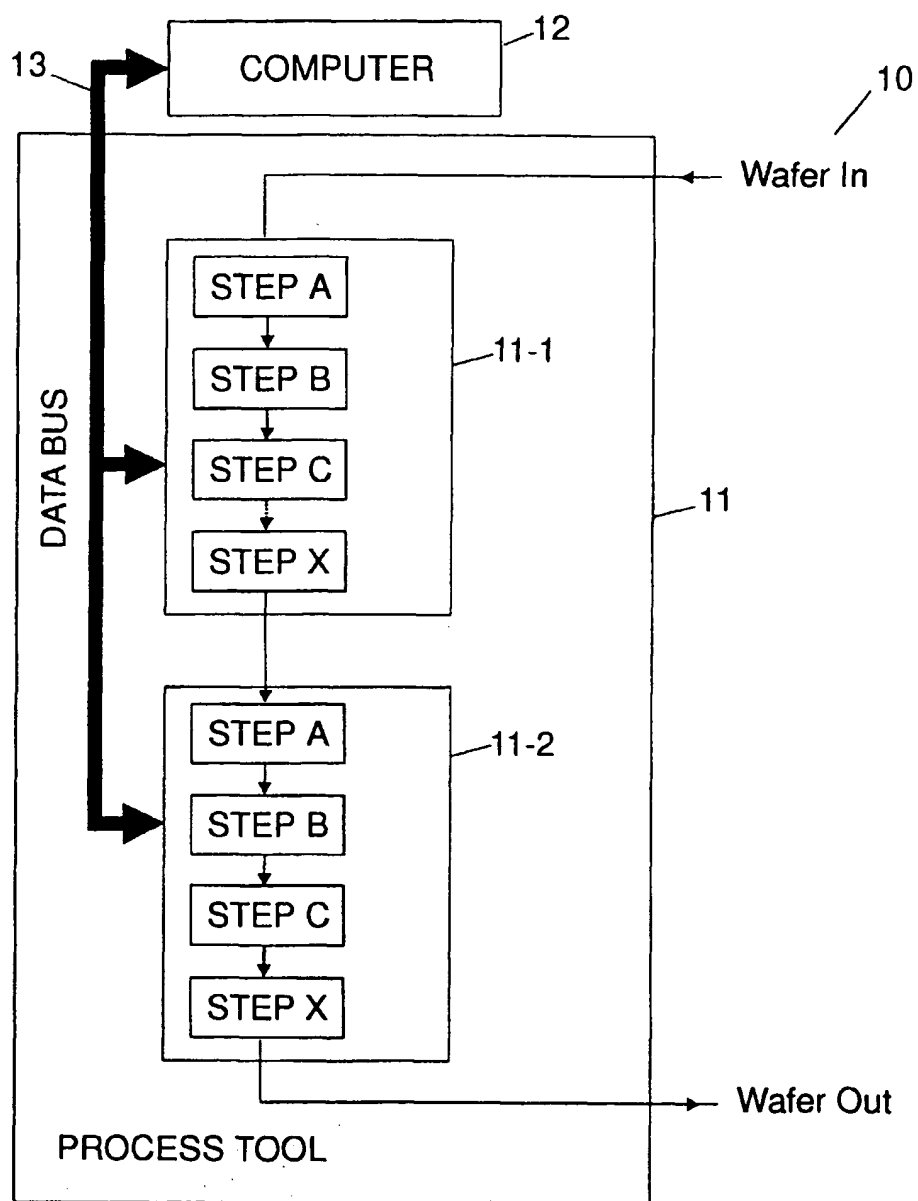 12
13
COMPUTER
10
Wafer In
STEP A
11-1
STEP B
DATA BUS
STEP C
11
STEP X
STEP A
11-2
STEP B
STEP C
STEP X
Wafer Out
PROCESS TOOL